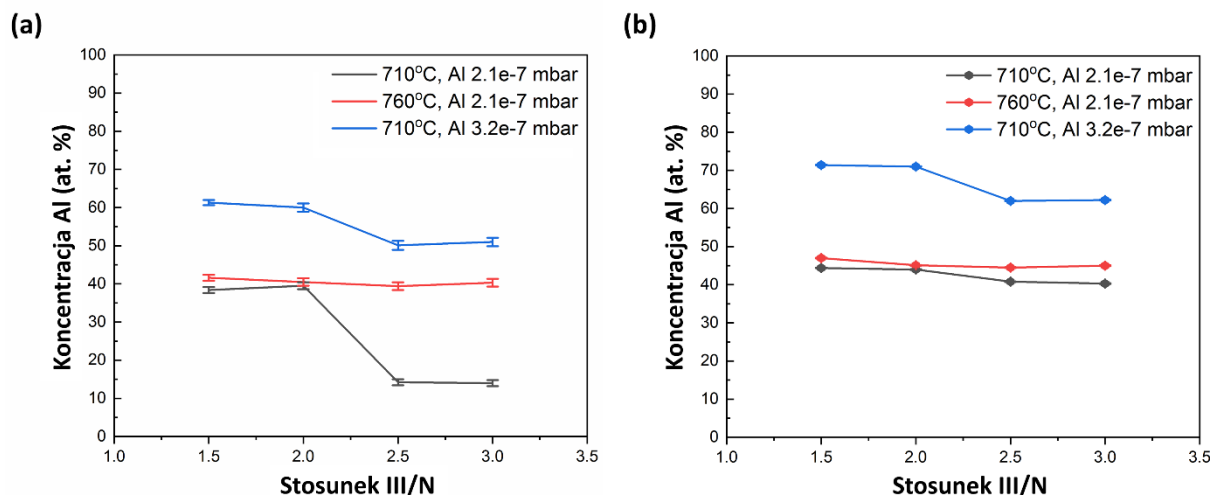 (a)
Koncentracja Al (at. %)
100
90
80
70
60
50
40
30
20
10
0
710°C, Al 2.1e-7 mbar
760°C, Al 2.1e-7 mbar
710°C, Al 3.2e-7 mbar
1.0 1.5 2.0 2.5 3.0 3.5
Stosunek III/N
(b)
Koncentracja Al (at. %)
100
90
80
70
60
50
40
30
20
10
0
710°C, Al 2.1e-7 mbar
760°C, Al 2.1e-7 mbar
710°C, Al 3.2e-7 mbar
1.0 1.5 2.0 2.5 3.0 3.5
Stosunek III/N